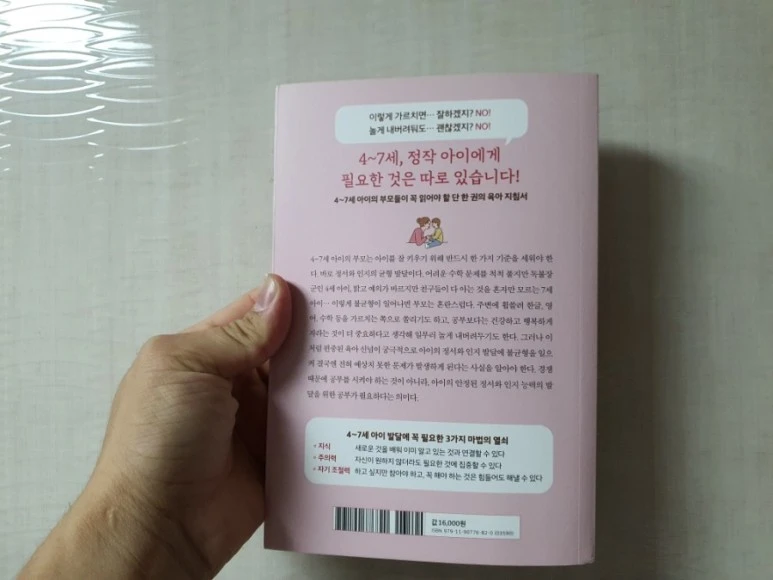 이렇게 가르치면… 잘하겠지? NO!
놀게 내버려둬도… 괜찮겠지? NO!
4~7세, 정작 아이에게
필요한 것은 따로 있습니다!
4~7세 아이의 부모들이 꼭 읽어야 할 단 한 권의 육아 지침서
4~7세 아이의 부모는 아이를 잘 키우기 위해 반드시 한 가지 기준을 세워야 한
다. 바로 정서와 인지의 균형 발달이다. 어려운 수학 문제를 척척 풀지만 독불장
군인 4세 아이, 밝고 예의가 바르지만 친구들이 다 아는 것을 혼자만 모르는 7세
아이… 이렇게 불균형이 일어나면 부모는 혼란스럽다. 주변에 휩쓸려 한글, 영
어, 수학 등을 가르치는 쪽으로 쏠리기도 하고, 공부보다는 건강하고 행복하게
자라는 것이 더 중요하다고 생각해 일부러 놀게 내버려두기도 한다. 그러나 이
처럼 편중된 육아 신념이 궁극적으로 아이의 정서와 인지 발달에 불균형을 일으
켜 결국엔 전혀 예상치 못한 문제가 발생하게 된다는 사실을 알아야 한다. 경쟁
때문에 공부를 시켜야 하는 것이 아니라, 아이의 안정된 정서와 인지 능력의 발
달을 위한 공부가 필요하다는 의미다.
4~7세 아이 발달에 꼭 필요한 3가지 마법의 열쇠
• 지식 새로운 것을 배워 이미 알고 있는 것과 연결할 수 있다
• 주의력 자신이 원하지 않더라도 필요한 것에 집중할 수 있다
• 자기 조절력 하고 싶지만 참아야 하고, 꼭 해야 하는 것은 힘들어도 해낼 수 있다
값 16,000원
ISBN 979-11-90776-82-0